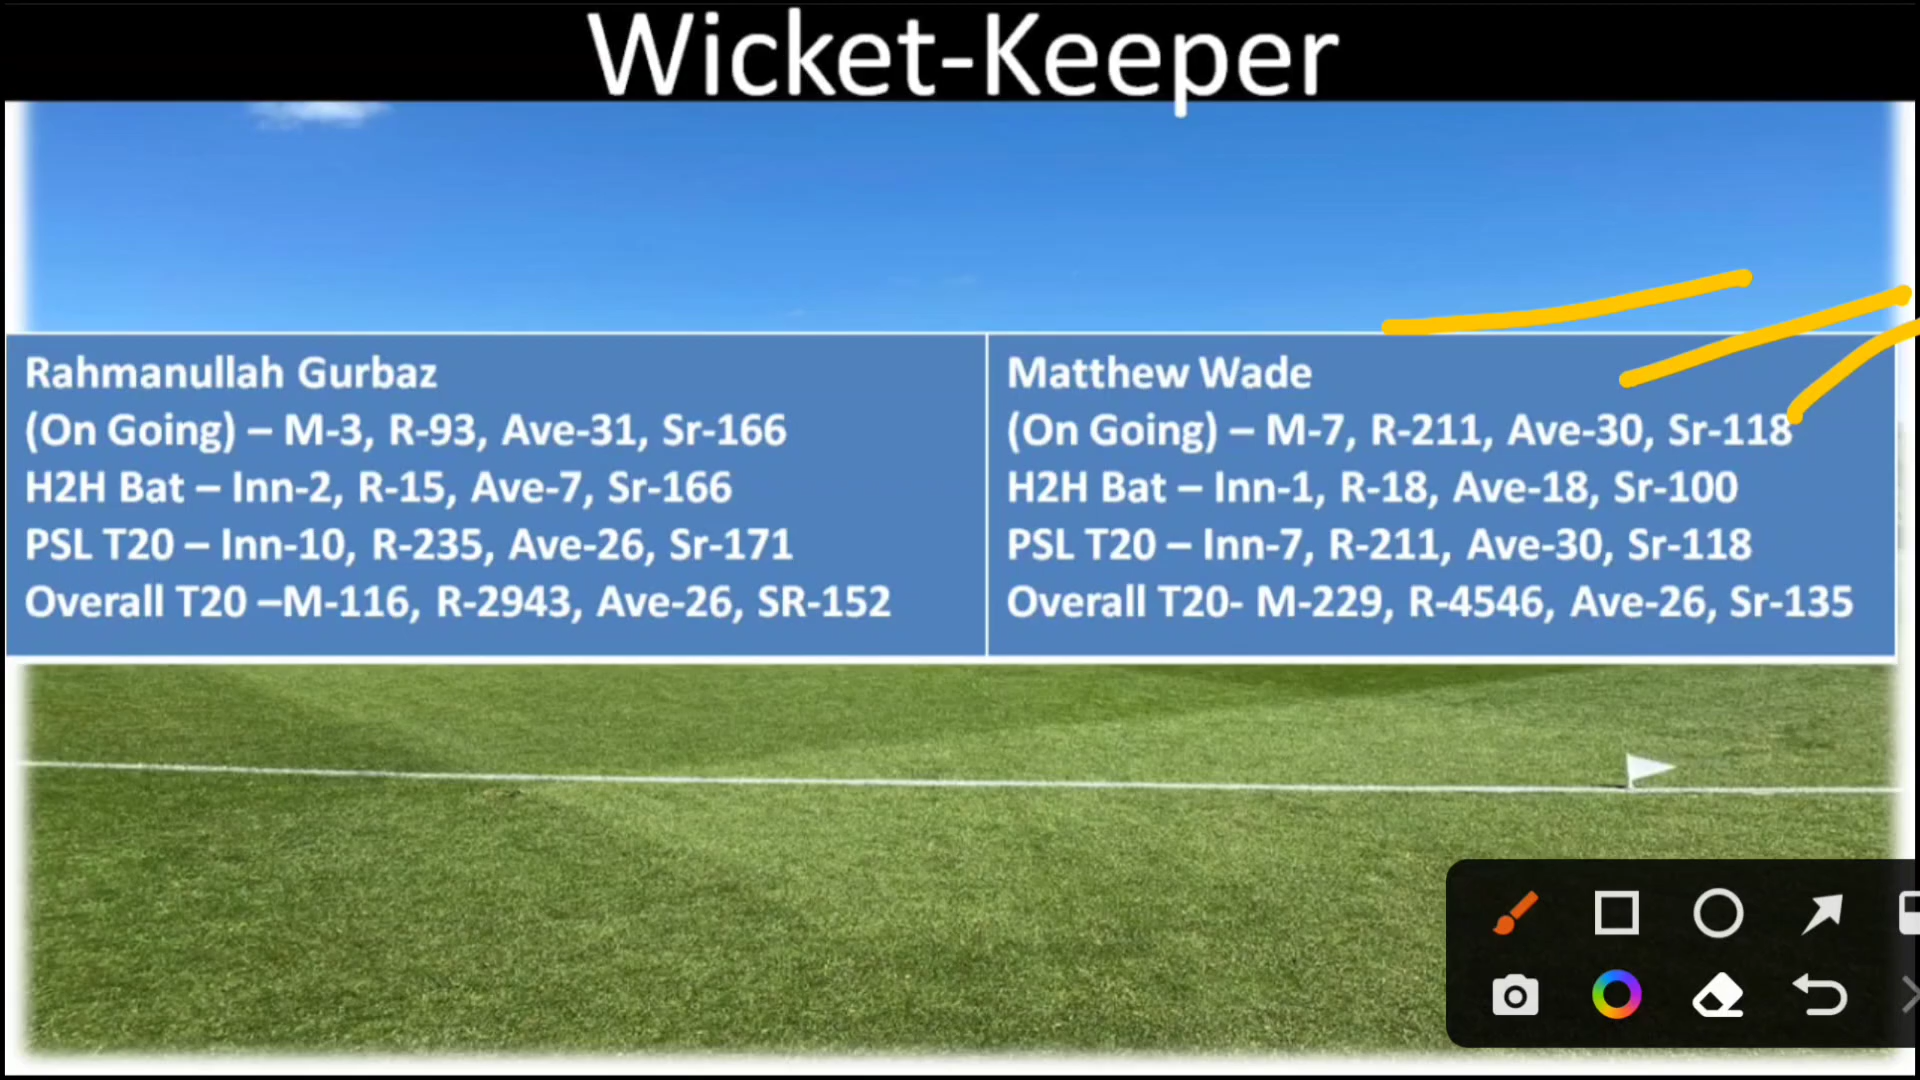 Wicket-Keeper
Rahmanullah Gurbaz
(On Going) – M-3, R-93, Ave-31, Sr-166
H2H Bat – Inn-2, R-15, Ave-7, Sr-166
PSL T20 – Inn-10, R-235, Ave-26, Sr-171
Overall T20 –M-116, R-2943, Ave-26, SR-152
Matthew Wade
(On Going) – M-7, R-211, Ave-30, Sr-118
H2H Bat – Inn-1, R-18, Ave-18, Sr-100
PSL T20 – Inn-7, R-211, Ave-30, Sr-118
Overall T20- M-229, R-4546, Ave-26, Sr-135